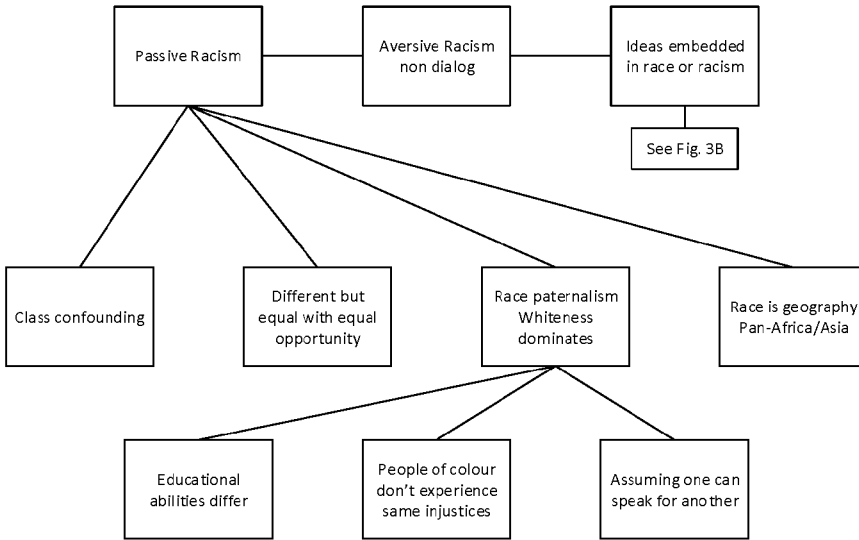 Passive Racism
Aversive Racism
non dialog
Ideas embedded
in race or racism
See Fig. 3B
Class confounding
Different but
equal with equal
opportunity
Race paternalism
Whiteness
dominates
Race is geography
Pan-Africa/Asia
Educational
abilities differ
People of colour
don't experience
same injustices
Assuming one can
speak for another